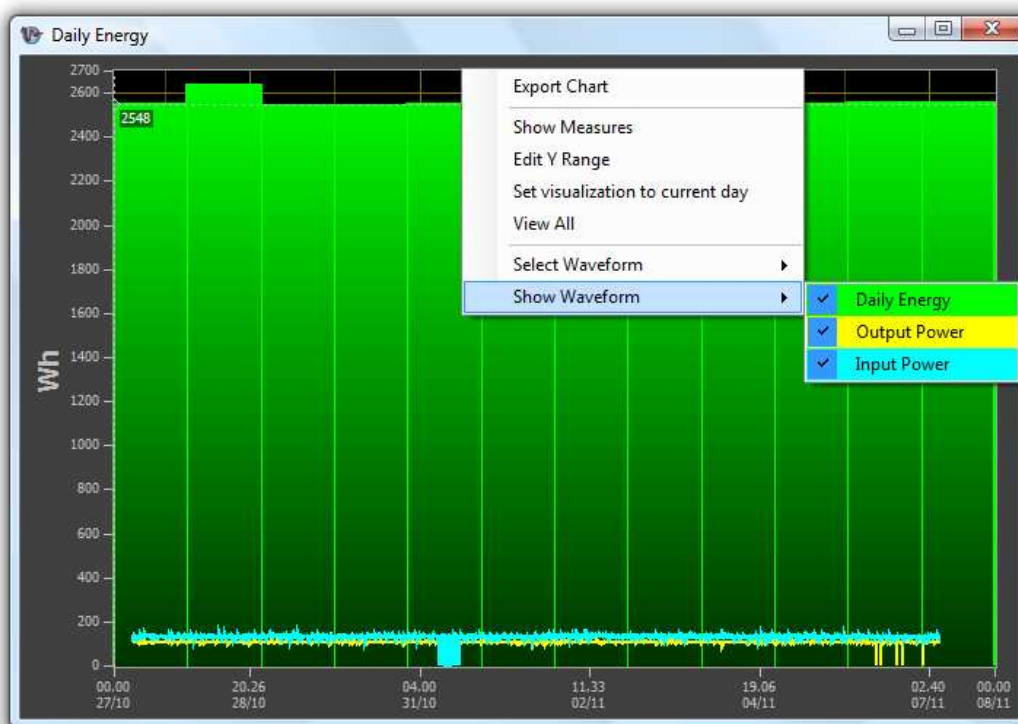 Daily Energy
2700
2600
2548
2400
2200
2000
1800
1600
1400
1200
1000
800
600
400
200
0
Wh
Export Chart
Show Measures
Edit Y Range
Set visualization to current day
View All
Select Waveform
Show Waveform
Daily Energy
Output Power
Input Power
00.00 20.26 04.00 11.33 19.06 02.40 00.00
27/10 28/10 31/10 02/11 04/11 07/11 08/11